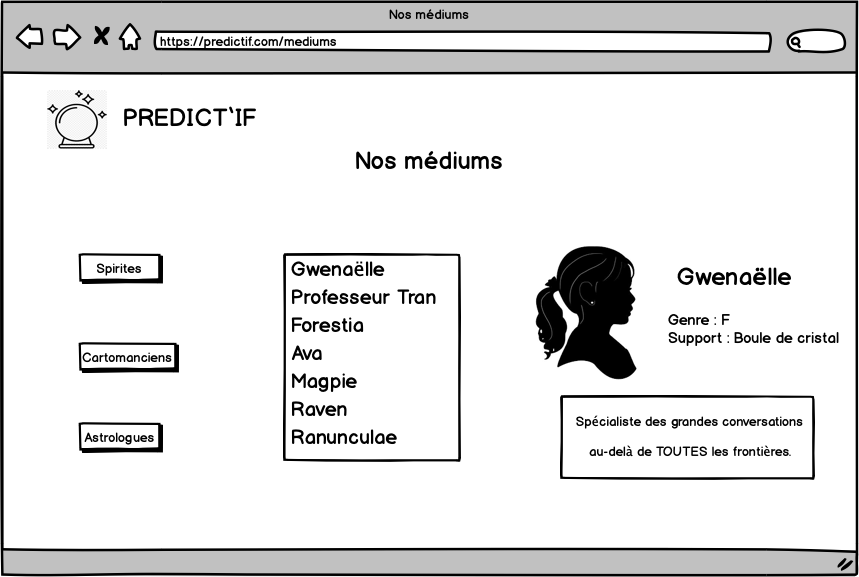 Nos médiums
https://predictif.com/mediums
PREDICT'IF
Nos médiums
Spirites
Cartomanciens
Astrologues
Gwenaëlle
Professeur Tran
Forestia
Ava
Magpie
Raven
Ranunculae
Gwenaëlle
Genre : F
Support : Boule de cristal
Spécialiste des grandes conversations
au-delà de TOUTES les frontières.